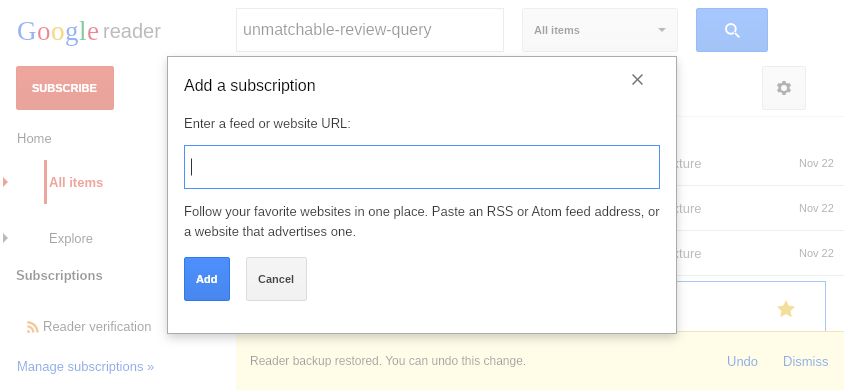 Google reader
unmatchable-review-query
All items
SUBSCRIBE
Add a subscription
Home
Enter a feed or website URL:
All items
Nov 22
Follow your favorite websites in one place. Paste an RSS or Atom feed address, or
a website that advertises one.
Nov 22
Explore
Nov 22
Subscriptions
Add
Cancel
Reader verification
Manage subscriptions »
Reader backup restored. You can undo this change.
Undo
Dismiss